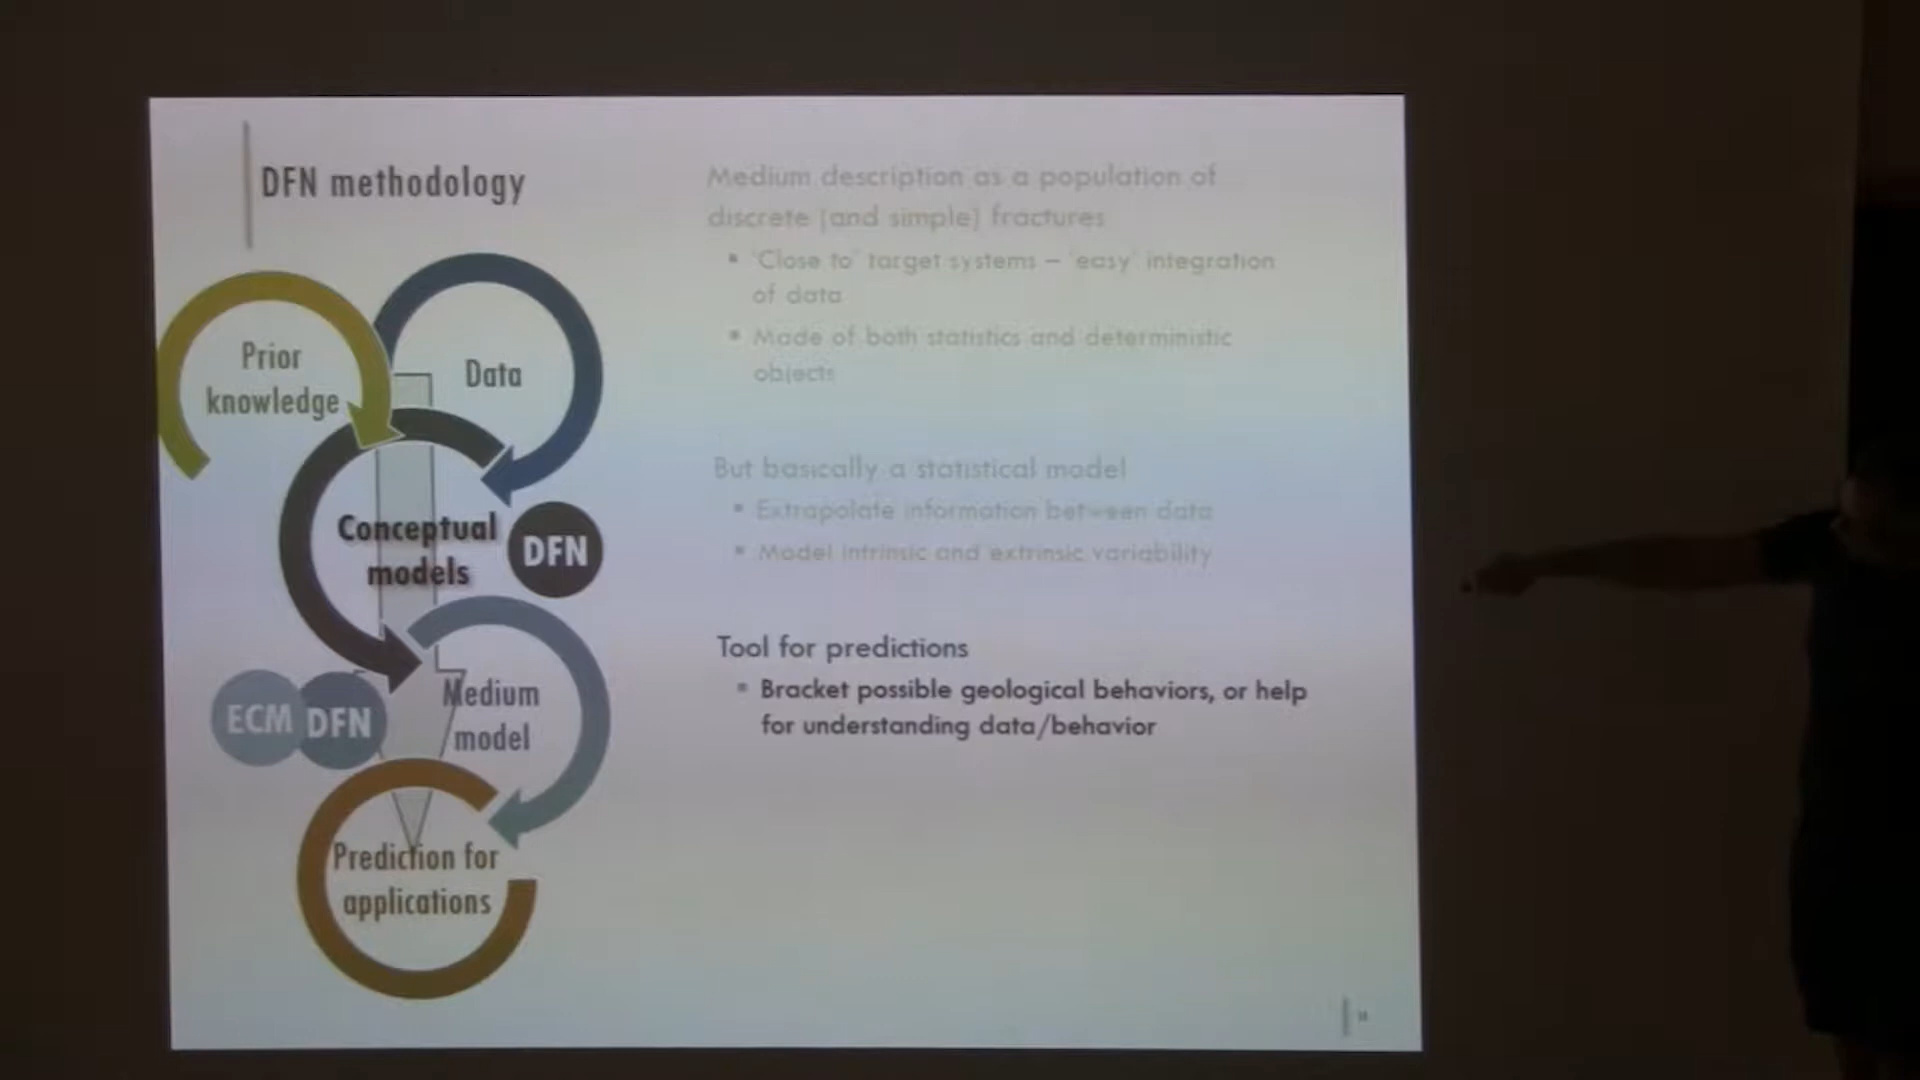 DFN methodology
Prior
knowledge
Data
Conceptual
models
DFN
ECM DFN
Medium
model
Prediction for
applications
Medium description as a population of
discrete (and simple) fractures
▪ 'Close to' target systems – 'easy' integration
of data
▪ Made of both statistics and deterministic
objects
But basically a statistical model
▪ Extrapolate information between data
▪ Model intrinsic and extrinsic variability
Tool for predictions
▪ Bracket possible geological behaviors, or help
for understanding data/behavior